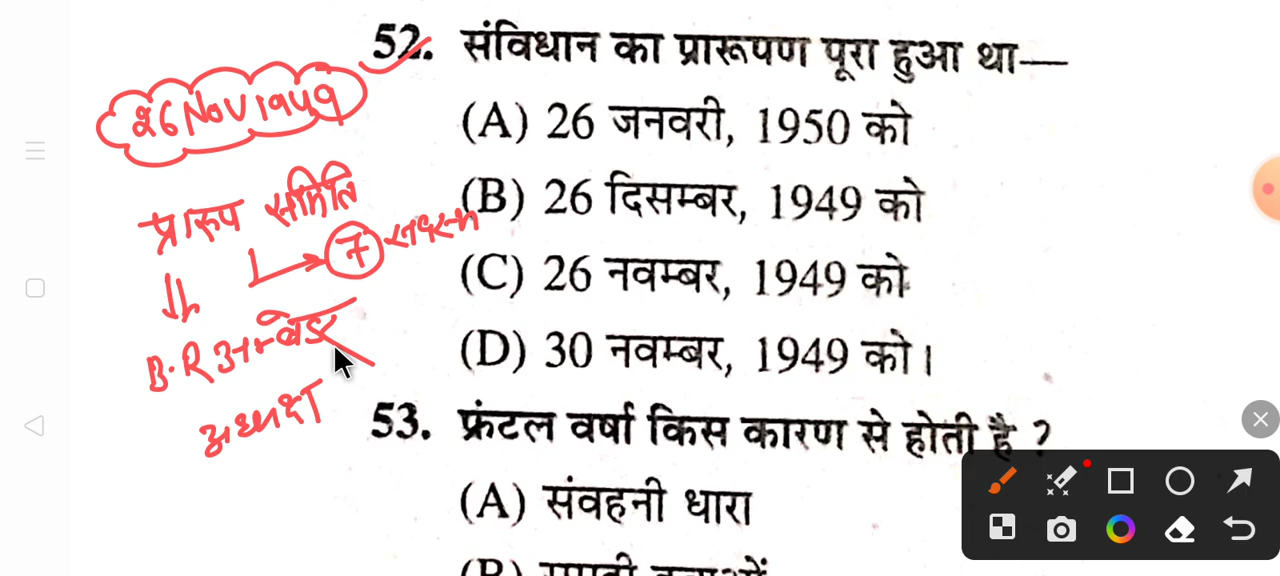 52. संविधान का प्रारूपण पूरा हुआ था—
26 Nov 1949
(A) 26 जनवरी, 1950 को
प्रारुप समिति
(B) 26 दिसम्बर, 1949 को
7 सदस्य
(C) 26 नवम्बर, 1949 को
B.R अम्बेडकर
(D) 30 नवम्बर, 1949 को।
अध्यक्ष
53. फ्रंटल वर्षा किस कारण से होती है ?
(A) संवहनी धारा
(B)